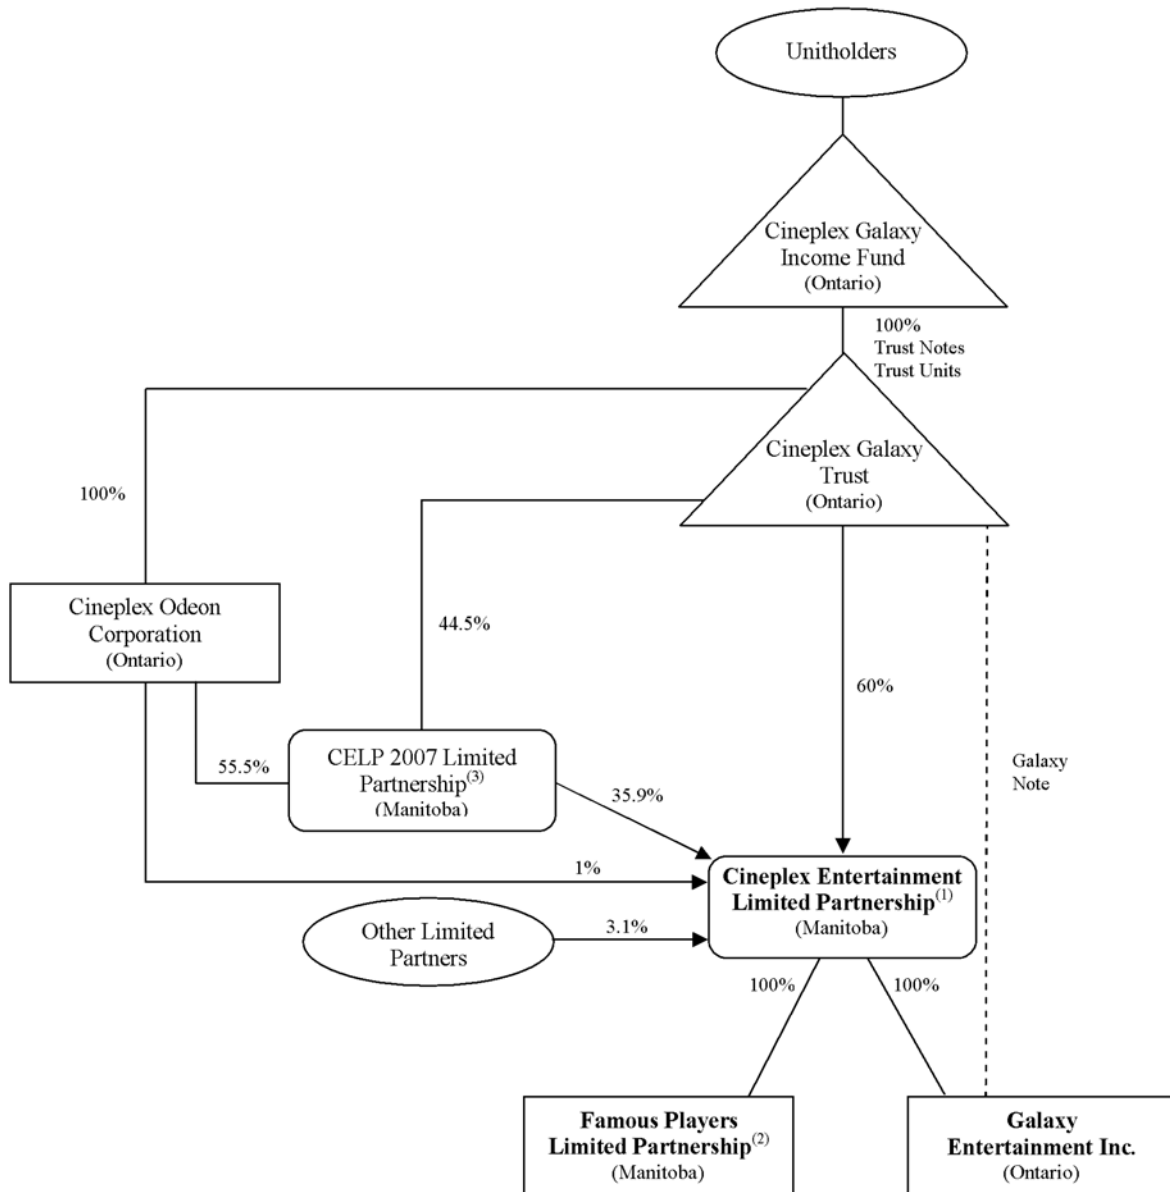 Unitholders
Cineplex Galaxy
Income Fund
(Ontario)
100%
Trust Notes
Trust Units
Cineplex Galaxy
Trust
(Ontario)
100%
Cineplex Odeon
Corporation
(Ontario)
44.5%
60%
55.5%
CELP 2007 Limited
Partnership(3)
(Manitoba)
35.9%
Galaxy
Note
1%
Cineplex Entertainment
Limited Partnership(1)
(Manitoba)
Other Limited
Partners
3.1%
100%
100%
Famous Players
Limited Partnership(2)
(Manitoba)
Galaxy
Entertainment Inc.
(Ontario)